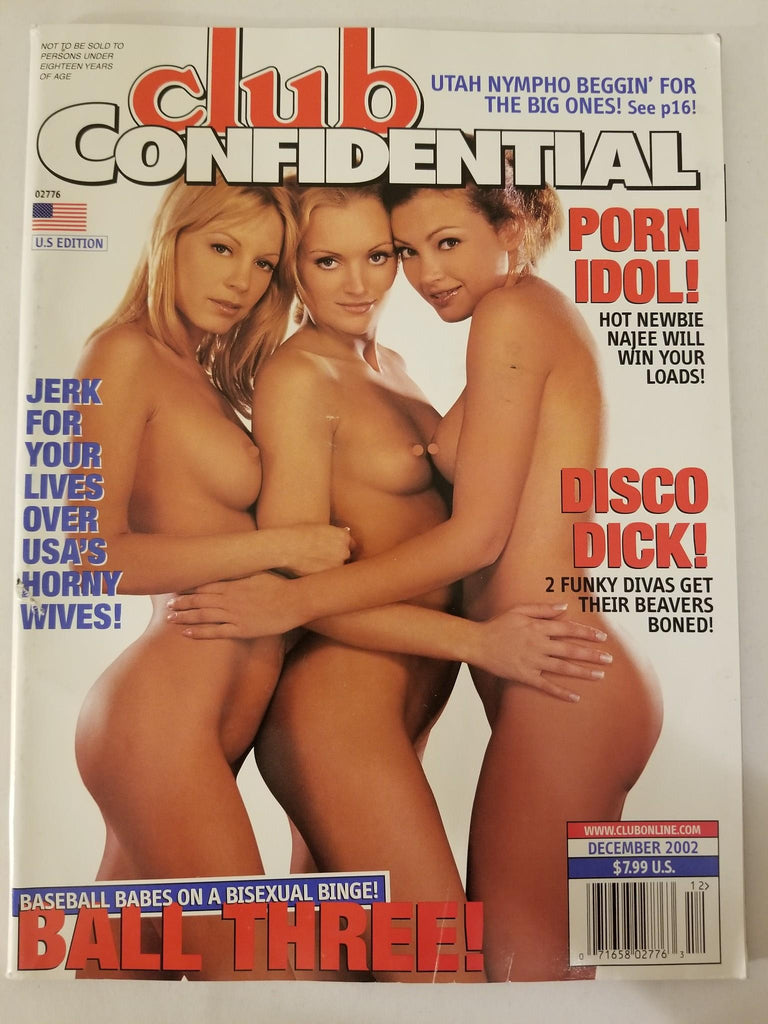 NOT TO BE SOLD TO
PERSONS UNDER
EIGHTEEN YEARS
OF AGE
club
CONFIDENTIAL
UTAH NYMPHO BEGGIN' FOR
THE BIG ONES! See p16!
02776
U.S EDITION
PORN
IDOL!
HOT NEWBIE
NAJEE WILL
WIN YOUR
LOADS!
JERK
FOR
YOUR
LIVES
OVER
USA'S
HORNY
WIVES!
DISCO
DICK!
2 FUNKY DIVAS GET
THEIR BEAVERS
BONED!
BASEBALL BABES ON A BISEXUAL BINGE!
BALL THREE!
WWW.CLUBONLINE.COM
DECEMBER 2002
$7.99 U.S.
12>
0 71658 02776 3